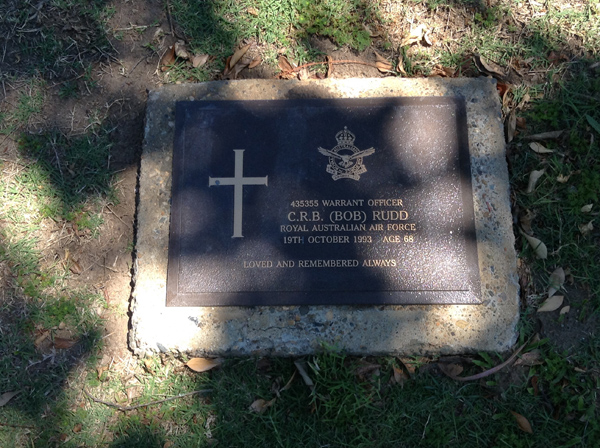 435355 WARRANT OFFICER
C.R.B. (BOB) RUDD
ROYAL AUSTRALIAN AIR FORCE
19TH OCTOBER 1993 AGE 68
LOVED AND REMEMBERED ALWAYS